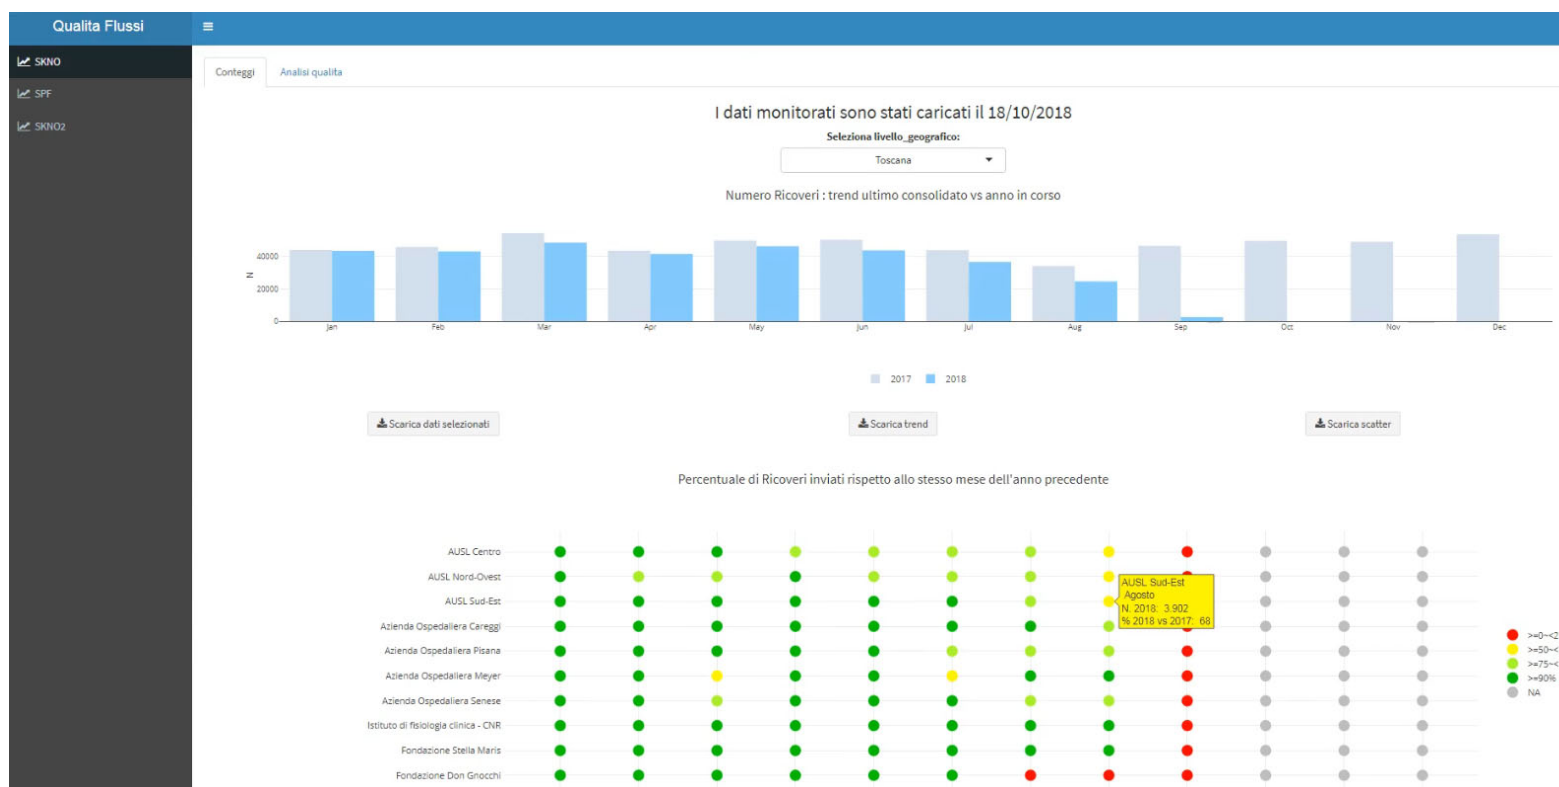 Qualita Flussi
SKNO
SPF
SKNO2
Conteggi Analisi qualita
I dati monitorati sono stati caricati il 18/10/2018
Seleziona livello_geografico:
Toscana
Numero Ricoveri : trend ultimo consolidato vs anno in corso
40000
N
20000
0
Jan Feb Mar Apr May Jun Jul Aug Sep Oct Nov Dec
2017 2018
Scarica dati selezionati Scarica trend Scarica scatter
Percentuale di Ricoveri inviati rispetto allo stesso mese dell'anno precedente
AUSL Centro
AUSL Nord-Ovest
AUSL Sud-Est
Azienda Ospedaliera Careggi
Azienda Ospedaliera Pisana
Azienda Ospedaliera Meyer
Azienda Ospedaliera Senese
Istituto di fisiologia clinica - CNR
Fondazione Stella Maris
Fondazione Don Gnocchi
AUSL Sud-Est
Agosto
N. 2018: 3.902
% 2018 vs 2017: 68
>=0~<2
>=50~<
>=75~<
>=90%
NA